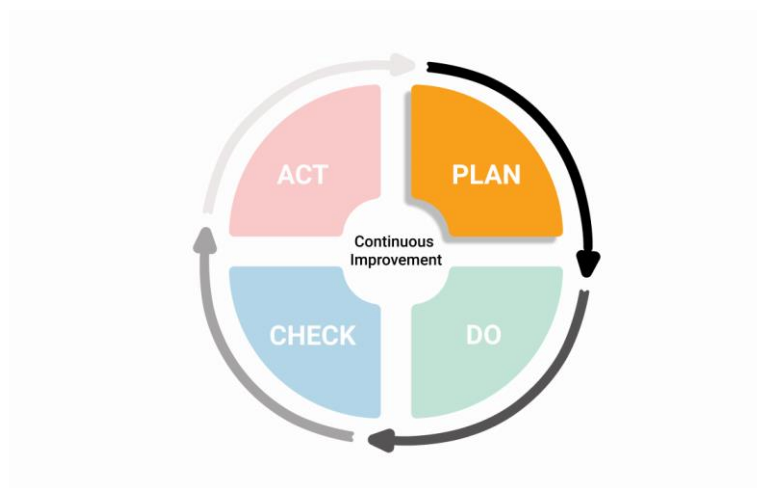 ACT
PLAN
Continuous
Improvement
CHECK
DO